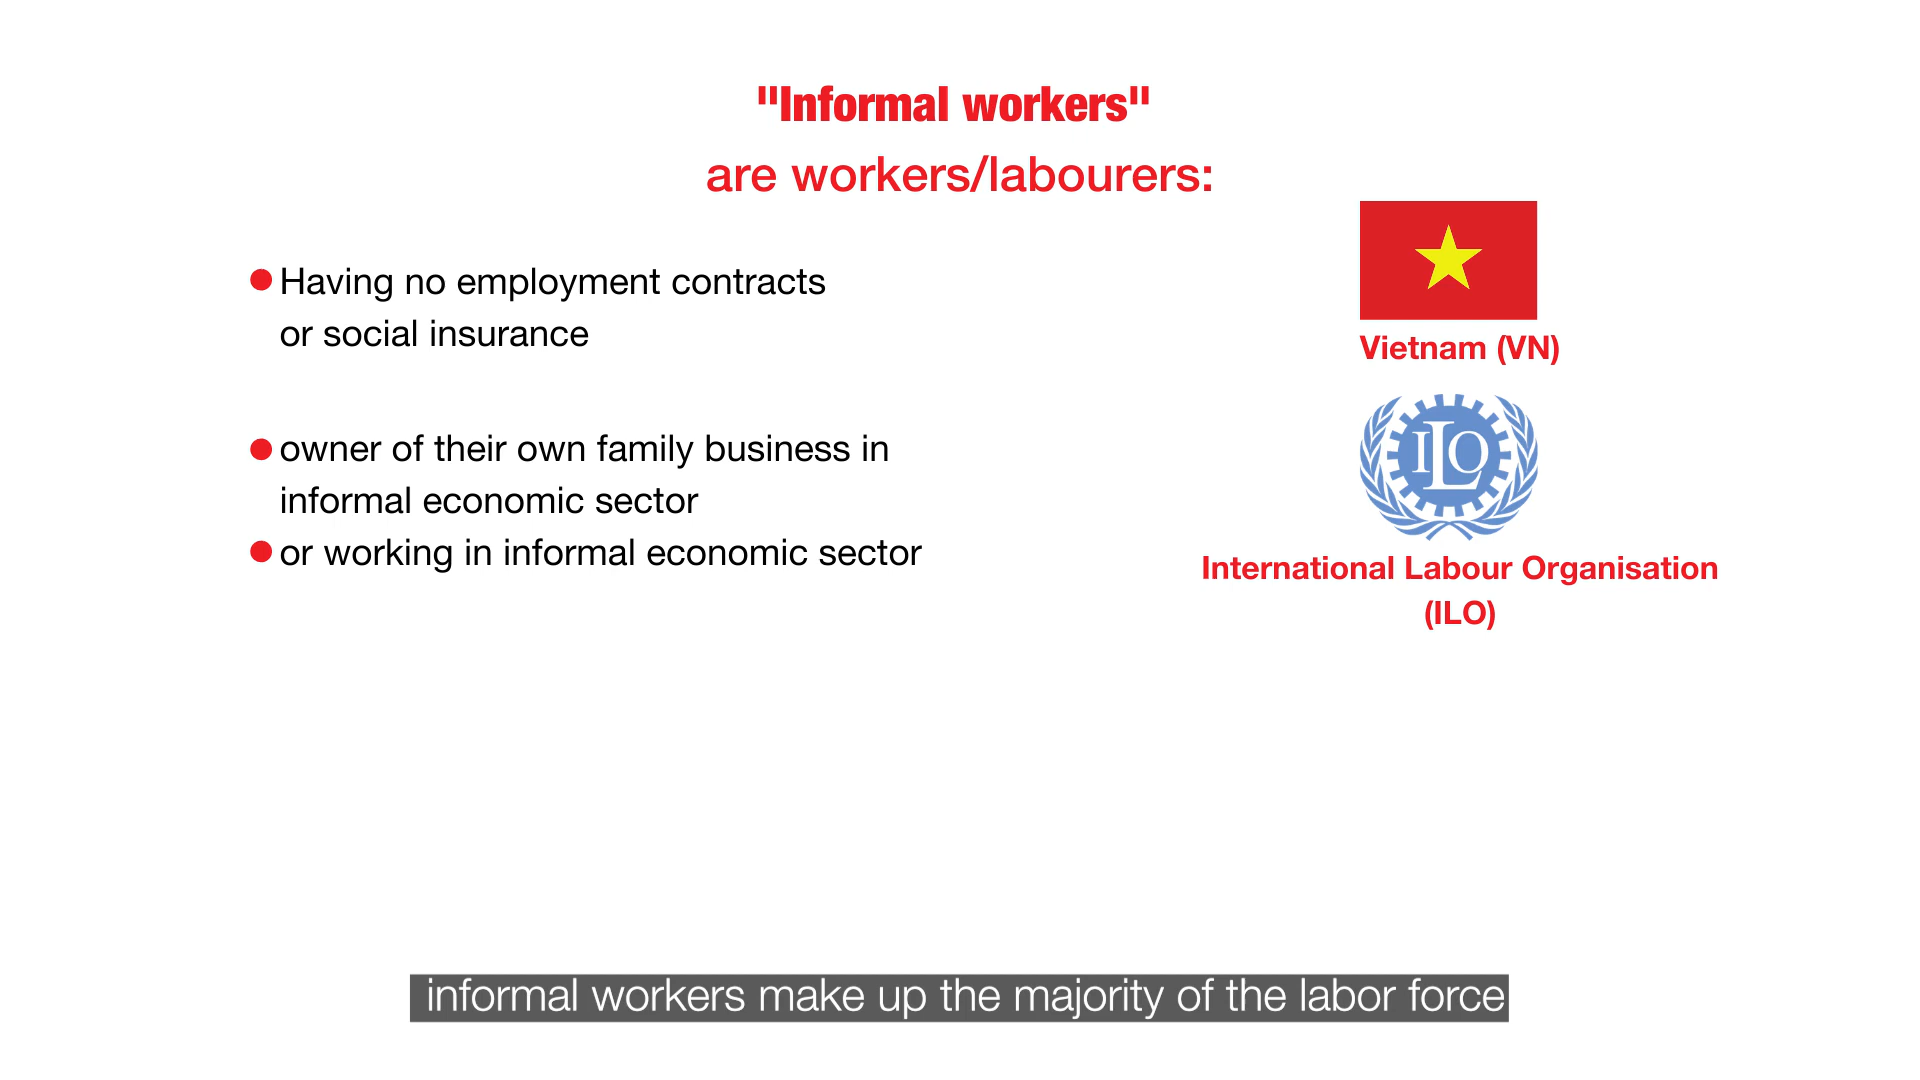 "Informal workers"
are workers/labourers:
Having no employment contracts
or social insurance
owner of their own family business in
informal economic sector
or working in informal economic sector
Vietnam (VN)
ILO
International Labour Organisation
(ILO)
informal workers make up the majority of the labor force